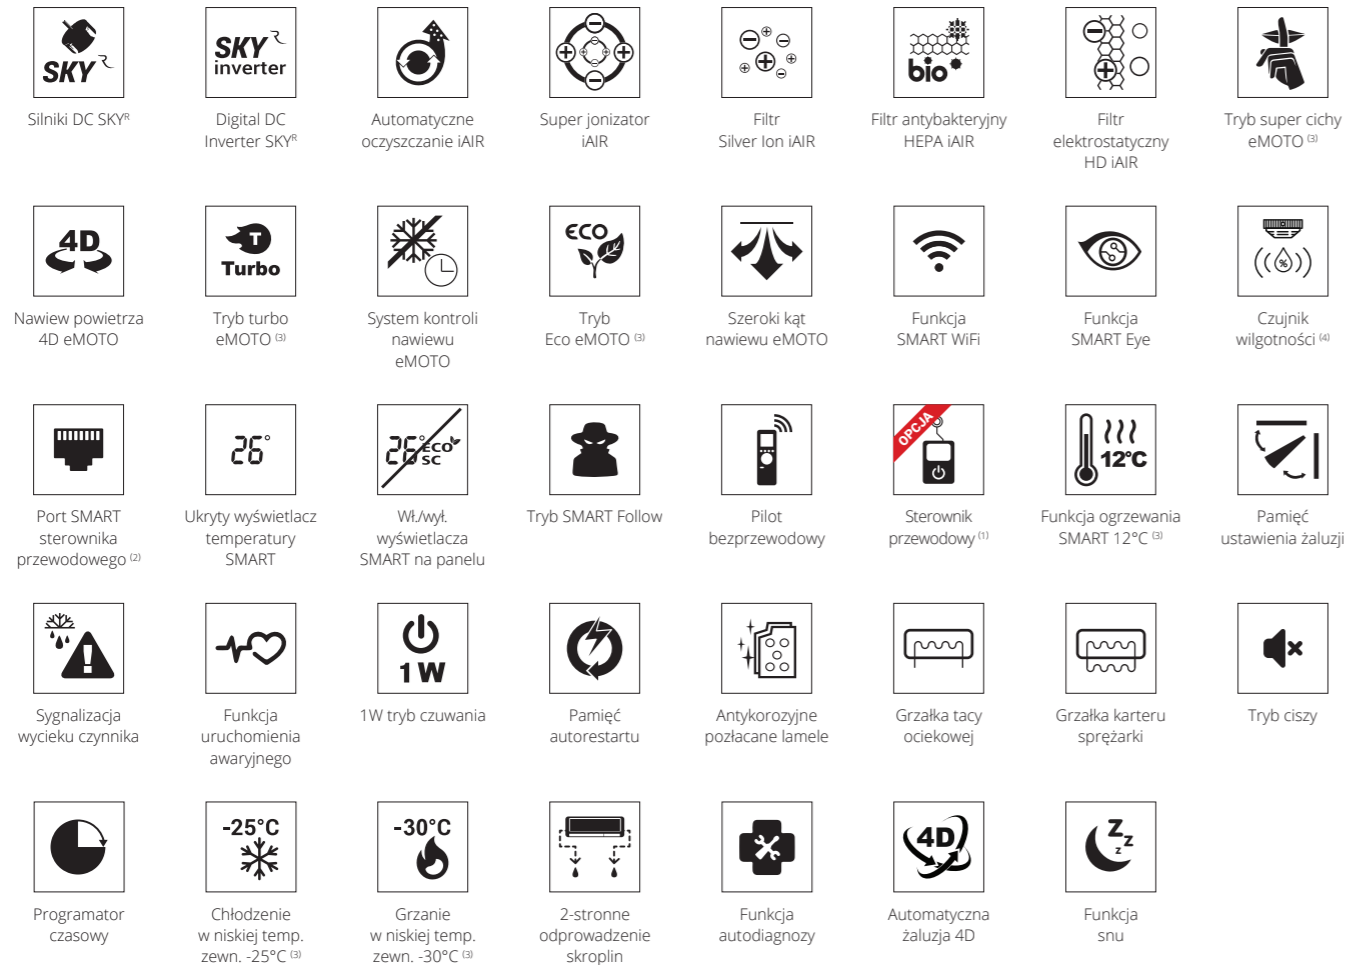 SKY R
Silniki DC SKYᴿ
SKY R
inverter
Digital DC
Inverter SKYᴿ
Automatyczne
oczyszczanie iAIR
Super jonizator
iAIR
Filtr
Silver Ion iAIR
bio
Filtr antybakteryjny
HEPA iAIR
Filtr
elektrostatyczny
HD iAIR
Tryb super cichy
eMOTO (3)
4D
Nawiew powietrza
4D eMOTO
T
Turbo
Tryb turbo
eMOTO (3)
System kontroli
nawiewu
eMOTO
ECO
Tryb
Eco eMOTO (3)
Szeroki kąt
nawiewu eMOTO
Funkcja
SMART WiFi
Funkcja
SMART Eye
%
Czujnik
wilgotności (4)
Port SMART
sterownika
przewodowego (2)
26°
Ukryty wyświetlacz
temperatury
SMART
26° ECO
SC
Wł./wył.
wyświetlacza
SMART na panelu
Tryb SMART Follow
Pilot
bezprzewodowy
OPCJA
Sterownik
przewodowy (1)
12°C
Funkcja ogrzewania
SMART 12°C (3)
Pamięć
ustawienia żaluzji
Sygnalizacja
wycieku czynnika
Funkcja
uruchomienia
awaryjnego
1W
1W tryb czuwania
Pamięć
autorestartu
Antykorozyjne
pozłacane lamele
Grzałka tacy
ociekowej
Grzałka karteru
sprężarki
Tryb ciszy
Programator
czasowy
-25°C
Chłodzenie
w niskiej temp.
zewn. -25°C (3)
-30°C
Grzanie
w niskiej temp.
zewn. -30°C (3)
2-stronne
odprowadzenie
skroplin
Funkcja
autodiagnozy
4D
Automatyczna
żaluzja 4D
Z z z
Funkcja
snu